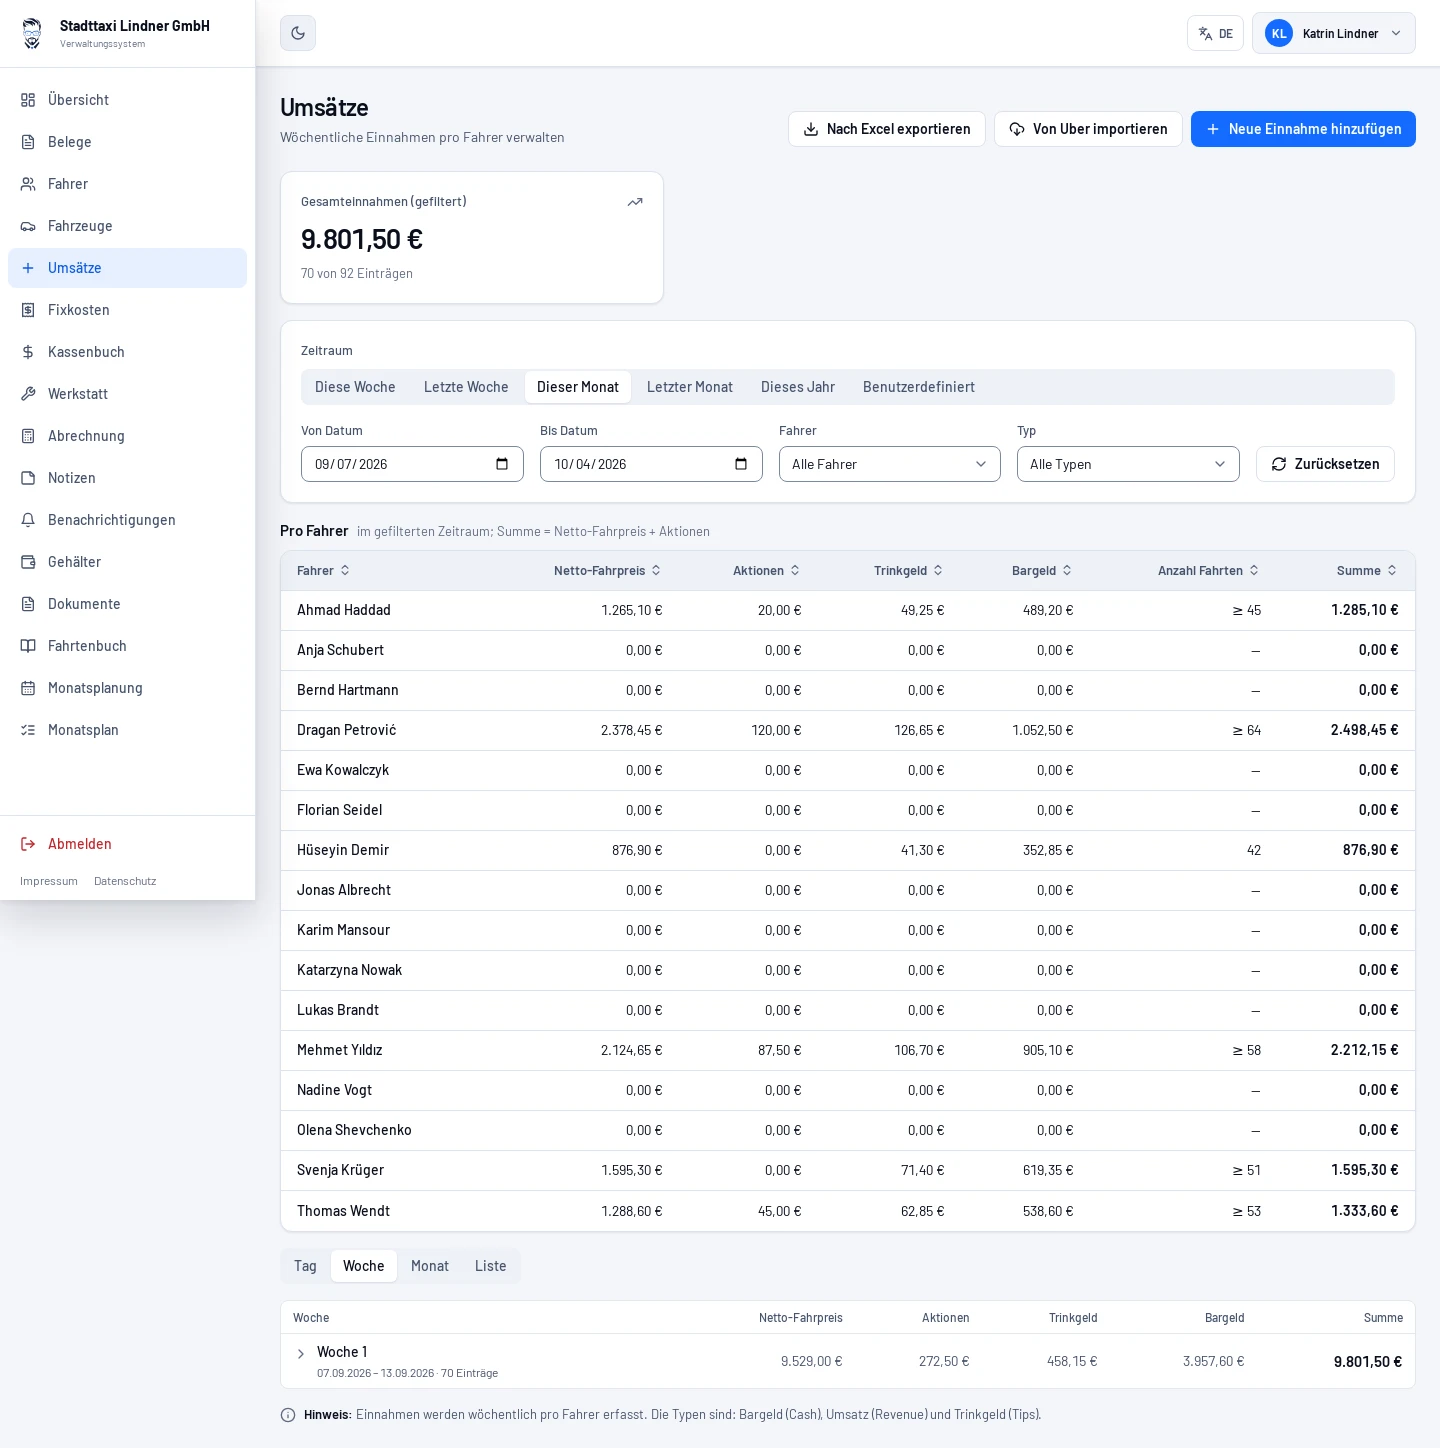 Stadttaxi Lindner GmbH
Verwaltungssystem
DE
KL Katrin Lindner
Übersicht
Belege
Fahrer
Fahrzeuge
Umsätze
Fixkosten
Kassenbuch
Werkstatt
Abrechnung
Notizen
Benachrichtigungen
Gehälter
Dokumente
Fahrtenbuch
Monatsplanung
Monatsplan
Abmelden
Impressum Datenschutz
Umsätze
Wöchentliche Einnahmen pro Fahrer verwalten
Nach Excel exportieren Von Uber importieren Neue Einnahme hinzufügen
Gesamteinnahmen (gefiltert)
9.801,50 €
70 von 92 Einträgen
Zeitraum
Diese Woche Letzte Woche Dieser Monat Letzter Monat Dieses Jahr Benutzerdefiniert
Von Datum Bis Datum Fahrer Typ
09/07/2026 10/04/2026 Alle Fahrer Alle Typen Zurücksetzen
Pro Fahrer im gefilterten Zeitraum; Summe = Netto-Fahrpreis + Aktionen
Fahrer Netto-Fahrpreis Aktionen Trinkgeld Bargeld Anzahl Fahrten Summe
Ahmad Haddad 1.265,10 € 20,00 € 49,25 € 489,20 € ≥ 45 1.285,10 €
Anja Schubert 0,00 € 0,00 € 0,00 € 0,00 € — 0,00 €
Bernd Hartmann 0,00 € 0,00 € 0,00 € 0,00 € — 0,00 €
Dragan Petrović 2.378,45 € 120,00 € 126,65 € 1.052,50 € ≥ 64 2.498,45 €
Ewa Kowalczyk 0,00 € 0,00 € 0,00 € 0,00 € — 0,00 €
Florian Seidel 0,00 € 0,00 € 0,00 € 0,00 € — 0,00 €
Hüseyin Demir 876,90 € 0,00 € 41,30 € 352,85 € 42 876,90 €
Jonas Albrecht 0,00 € 0,00 € 0,00 € 0,00 € — 0,00 €
Karim Mansour 0,00 € 0,00 € 0,00 € 0,00 € — 0,00 €
Katarzyna Nowak 0,00 € 0,00 € 0,00 € 0,00 € — 0,00 €
Lukas Brandt 0,00 € 0,00 € 0,00 € 0,00 € — 0,00 €
Mehmet Yıldız 2.124,65 € 87,50 € 106,70 € 905,10 € ≥ 58 2.212,15 €
Nadine Vogt 0,00 € 0,00 € 0,00 € 0,00 € — 0,00 €
Olena Shevchenko 0,00 € 0,00 € 0,00 € 0,00 € — 0,00 €
Svenja Krüger 1.595,30 € 0,00 € 71,40 € 619,35 € ≥ 51 1.595,30 €
Thomas Wendt 1.288,60 € 45,00 € 62,85 € 538,60 € ≥ 53 1.333,60 €
Tag Woche Monat Liste
Woche Netto-Fahrpreis Aktionen Trinkgeld Bargeld Summe
Woche 1 9.529,00 € 272,50 € 458,15 € 3.957,60 € 9.801,50 €
07.09.2026 – 13.09.2026 · 70 Einträge
Hinweis: Einnahmen werden wöchentlich pro Fahrer erfasst. Die Typen sind: Bargeld (Cash), Umsatz (Revenue) und Trinkgeld (Tips).